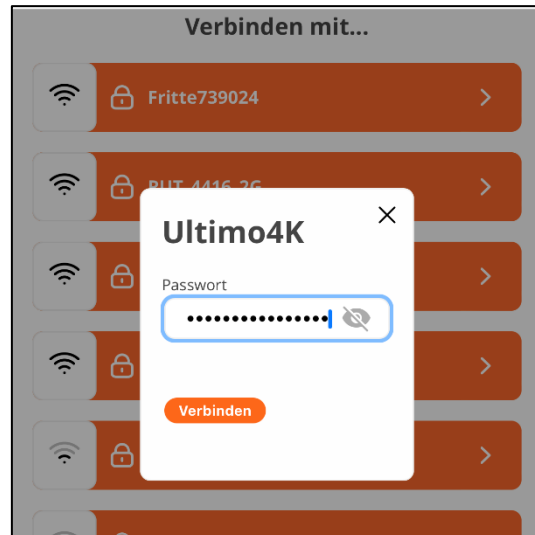 Verbinden mit...
Fritte739024
Ultimo4K
Passwort
Verbinden